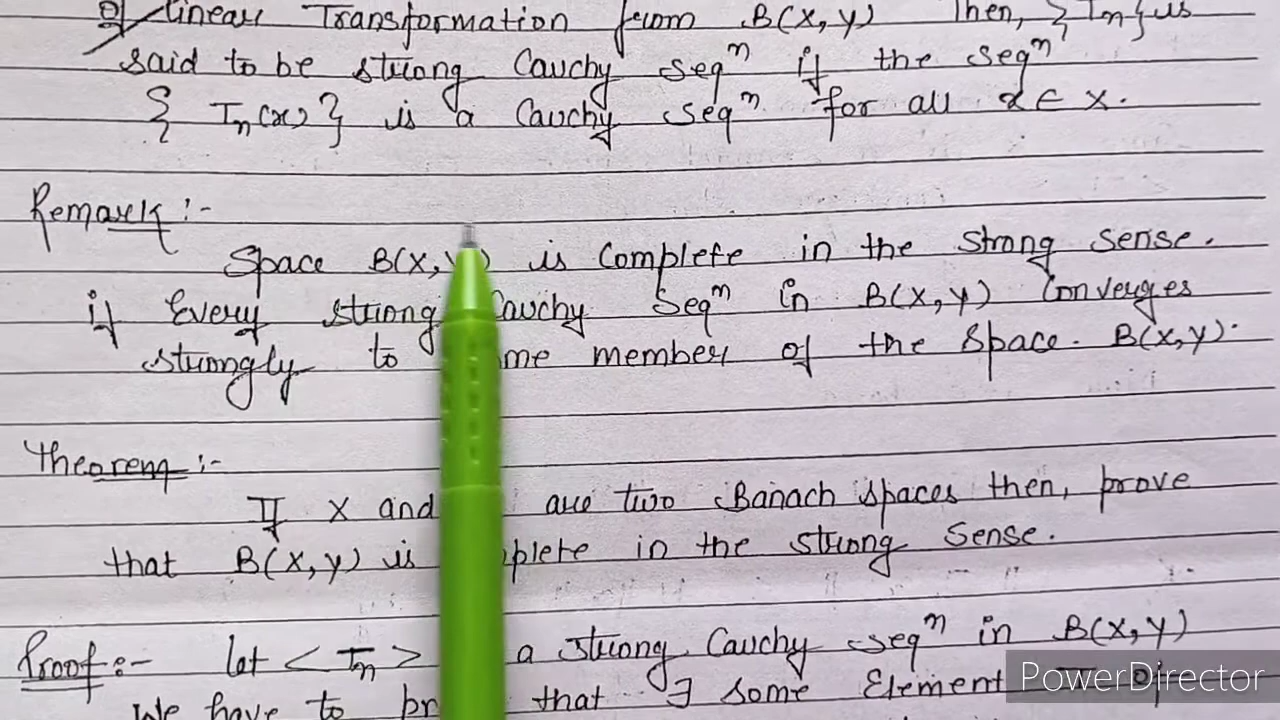 of linear Transformation from B(X,Y) Then, {Tn} is
said to be strong Cauchy seqⁿ if the seqⁿ
{ Tn(x) } is a Cauchy seqⁿ for all x ∈ X.
Remark :-
Space B(X,Y) is Complete in the strong sense.
if Every strong Cauchy seqⁿ in B(X,Y) Converges
strongly to member of the space. B(X,Y).
Theorem :-
If X and are two Banach spaces then, prove
that B(X,Y) is in the strong sense.
Proof :- let < Tn > a strong Cauchy seqⁿ in B(X,Y)
We have to that ∃ some Element T of
PowerDirector